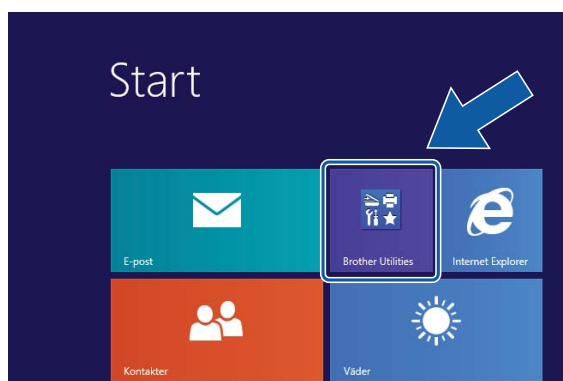 Start
E-post
Brother Utilities
Internet Explorer
Kontakter
Väder